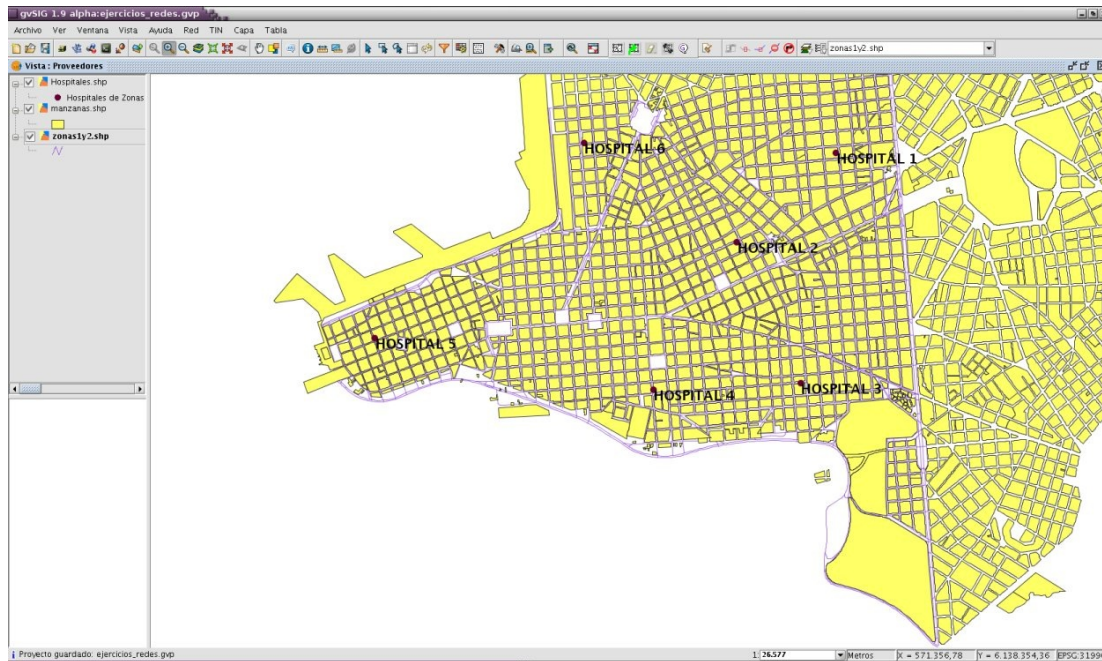 gvSIG 1.9 alpha:ejercicios_redes.gvp
Archivo Ver Ventana Vista Ayuda Red TIN Capa Tabla
zonas1y2.shp
Vista : Proveedores
Hospitales.shp
Hospitales de Zonas
manzanas.shp
zonas1y2.shp
HOSPITAL 6
HOSPITAL 1
HOSPITAL 2
HOSPITAL 5
HOSPITAL 3
HOSPITAL 4
Proyecto guardado: ejercicios_redes.gvp
1: 26.577
Metros
X = 571.356,78
Y = 6.138.354,36